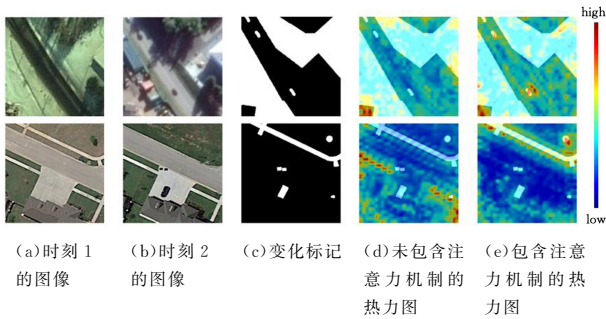 high
low
(a)时刻1
的图像
(b)时刻2
的图像
(c)变化标记
(d)未包含注
意力机制的
热力图
(e)包含注意
力机制的热
力图